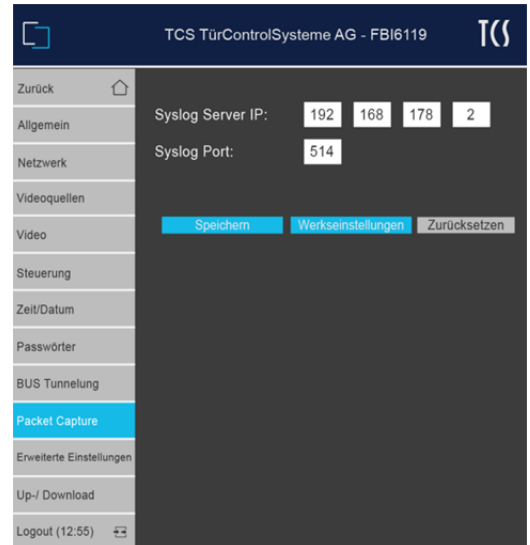 TCS TürControlSysteme AG - FBI6119
TCS
Zurück
Allgemein
Netzwerk
Videoquellen
Video
Steuerung
Zeit/Datum
Passwörter
BUS Tunnelung
Packet Capture
Erweiterte Einstellungen
Up-/ Download
Logout (12:55)
Syslog Server IP: 192 168 178 2
Syslog Port: 514
Speichern Werkseinstellungen Zurücksetzen